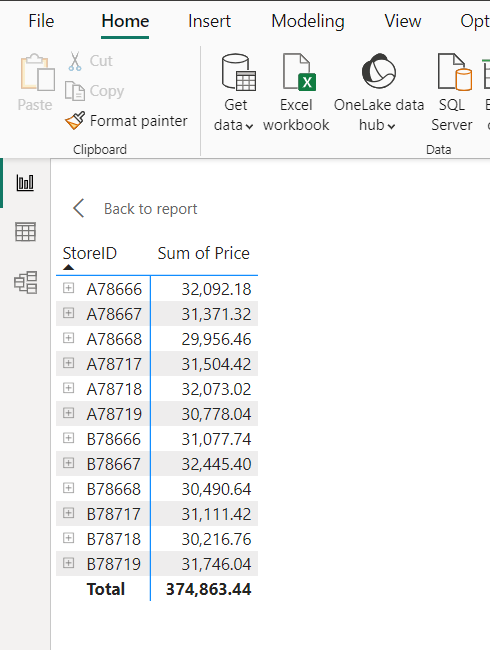 File Home Insert Modeling View Opt
Paste
Cut
Copy
Format painter
Clipboard
Get data
Excel workbook
OneLake data hub
SQL Server
Data
Back to report
StoreID Sum of Price
A78666 32,092.18
A78667 31,371.32
A78668 29,956.46
A78717 31,504.42
A78718 32,073.02
A78719 30,778.04
B78666 31,077.74
B78667 32,445.40
B78668 30,490.64
B78717 31,111.42
B78718 30,216.76
B78719 31,746.04
Total 374,863.44